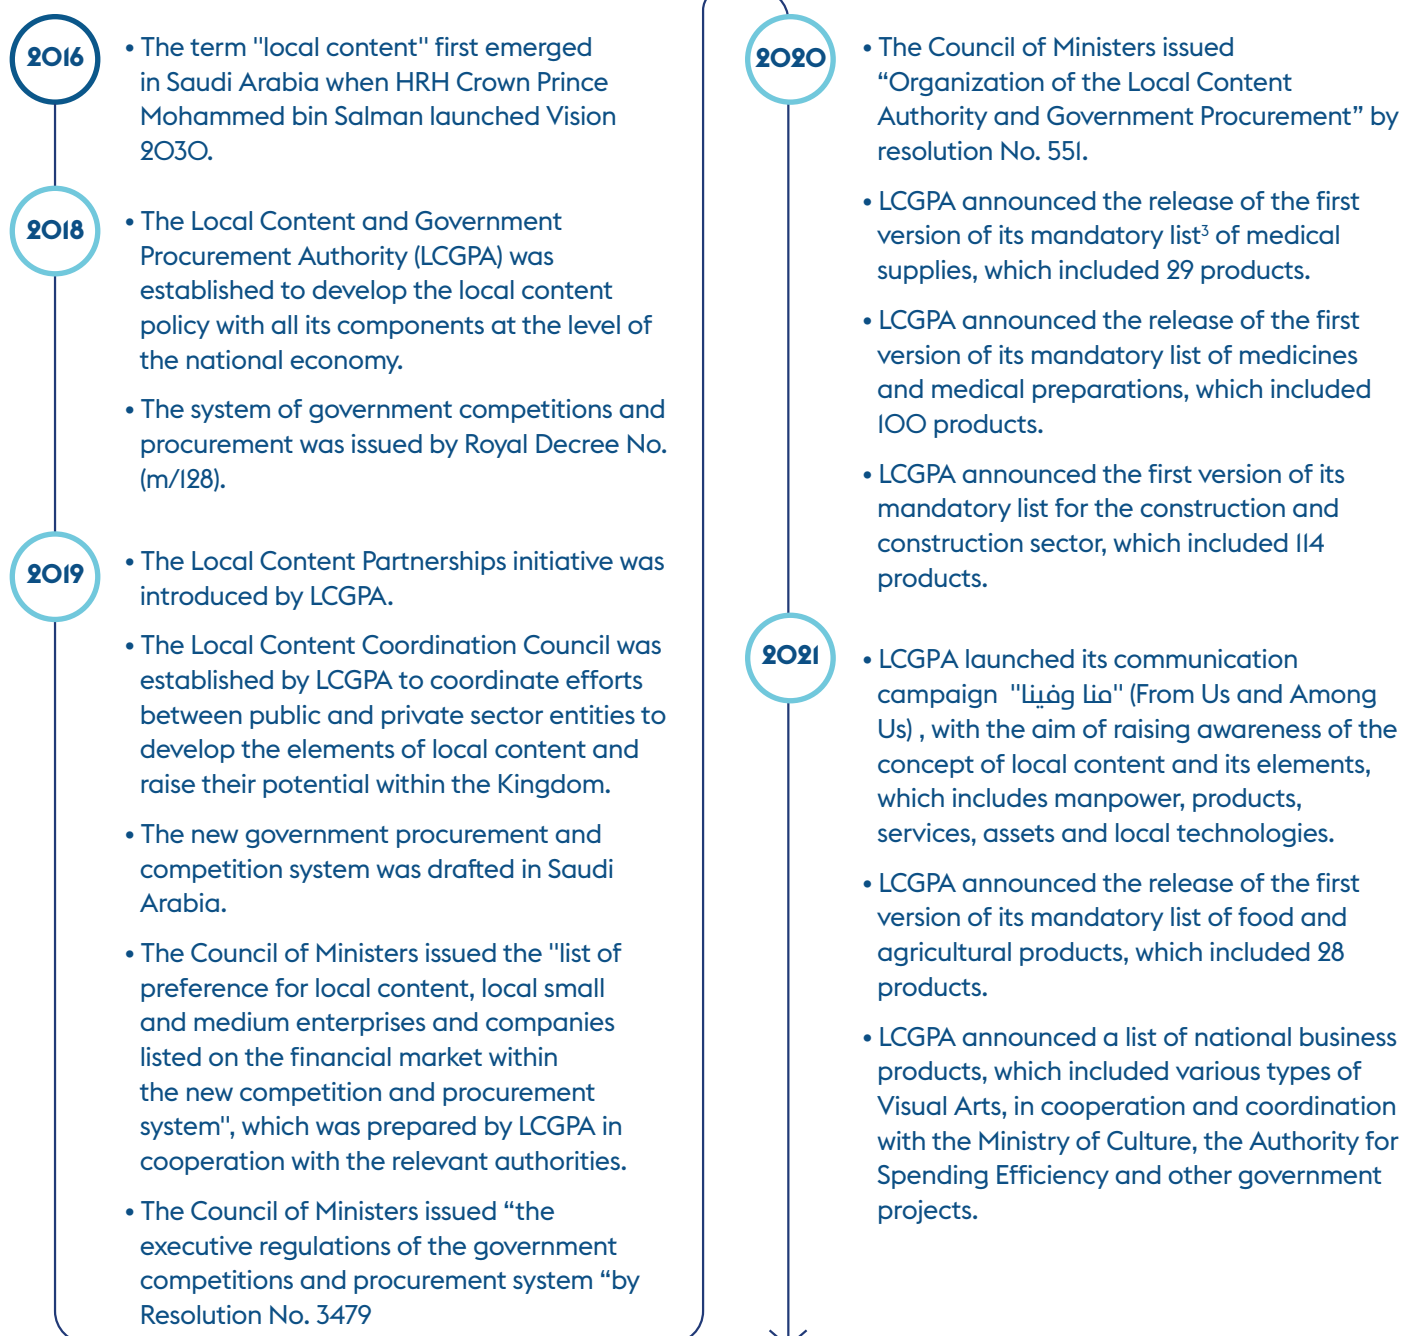 2016
• The term "local content" first emerged
in Saudi Arabia when HRH Crown Prince
Mohammed bin Salman launched Vision
2030.
2018
• The Local Content and Government
Procurement Authority (LCGPA) was
established to develop the local content
policy with all its components at the level of
the national economy.
• The system of government competitions and
procurement was issued by Royal Decree No.
(m/128).
2019
• The Local Content Partnerships initiative was
introduced by LCGPA.
• The Local Content Coordination Council was
established by LCGPA to coordinate efforts
between public and private sector entities to
develop the elements of local content and
raise their potential within the Kingdom.
• The new government procurement and
competition system was drafted in Saudi
Arabia.
• The Council of Ministers issued the "list of
preference for local content, local small
and medium enterprises and companies
listed on the financial market within
the new competition and procurement
system", which was prepared by LCGPA in
cooperation with the relevant authorities.
• The Council of Ministers issued “the
executive regulations of the government
competitions and procurement system “by
Resolution No. 3479
2020
• The Council of Ministers issued
“Organization of the Local Content
Authority and Government Procurement” by
resolution No. 551.
• LCGPA announced the release of the first
version of its mandatory list³ of medical
supplies, which included 29 products.
• LCGPA announced the release of the first
version of its mandatory list of medicines
and medical preparations, which included
100 products.
• LCGPA announced the first version of its
mandatory list for the construction and
construction sector, which included 114
products.
2021
• LCGPA launched its communication
campaign "منا وفينا" (From Us and Among
Us) , with the aim of raising awareness of the
concept of local content and its elements,
which includes manpower, products,
services, assets and local technologies.
• LCGPA announced the release of the first
version of its mandatory list of food and
agricultural products, which included 28
products.
• LCGPA announced a list of national business
products, which included various types of
Visual Arts, in cooperation and coordination
with the Ministry of Culture, the Authority for
Spending Efficiency and other government
projects.